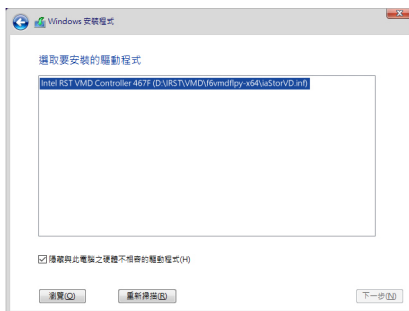 Windows 安裝程式
選取要安裝的驅動程式
Intel RST VMD Controller 467F (D:\IRST\VMD\f6vmdflpy-x64\iaStorVD.inf)
隱藏與此電腦之硬體不相容的驅動程式(H)
瀏覽(O)
重新掃描(R)
下一步(N)